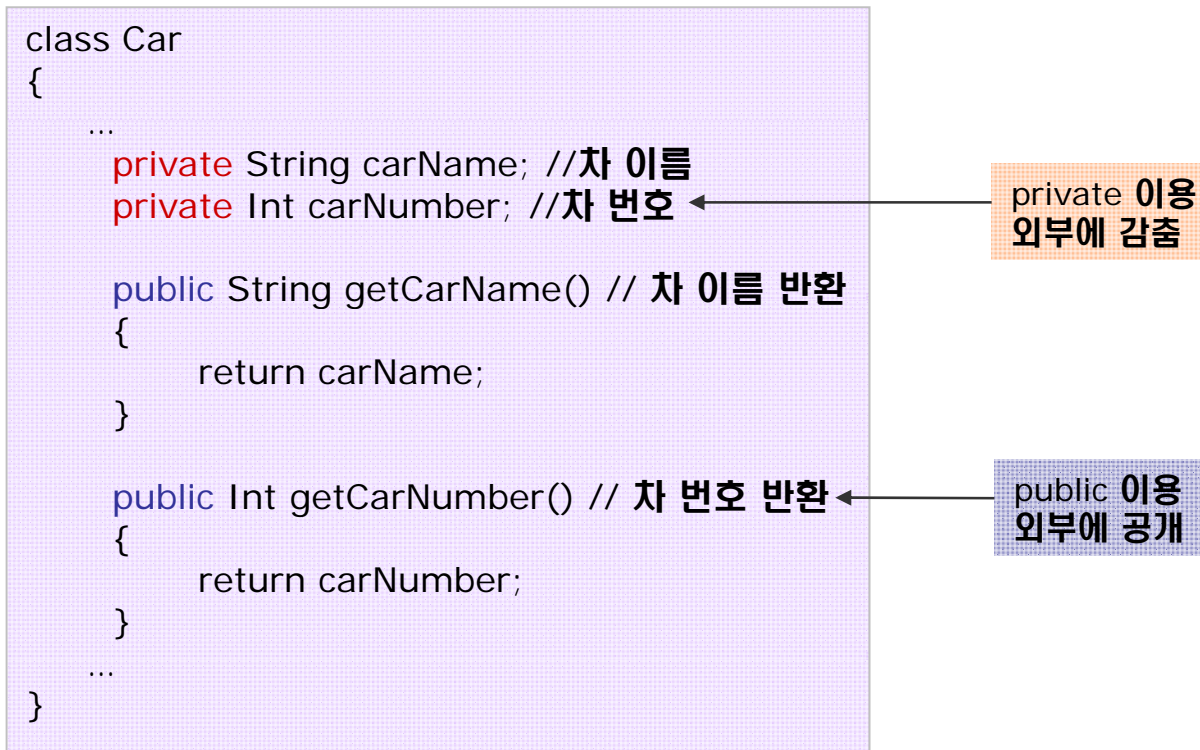 class Car
{
...
private String carName; //차 이름
private Int carNumber; //차 번호
private 이용
외부에 감춤
public String getCarName() // 차 이름 반환
{
return carName;
}
public Int getCarNumber() // 차 번호 반환
public 이용
외부에 공개
{
return carNumber;
}
...
}